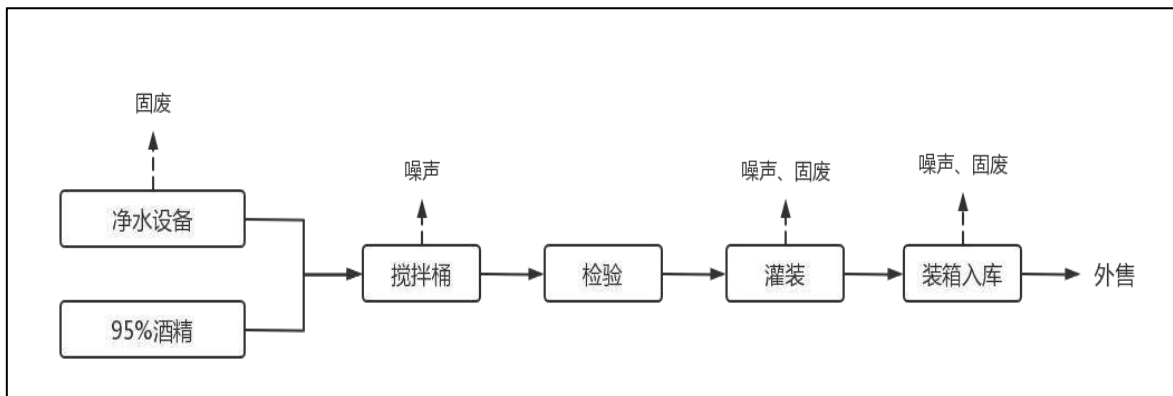 固废
噪声
噪声、固废
噪声、固废
净水设备
搅拌桶
检验
灌装
装箱入库
外售
95%酒精